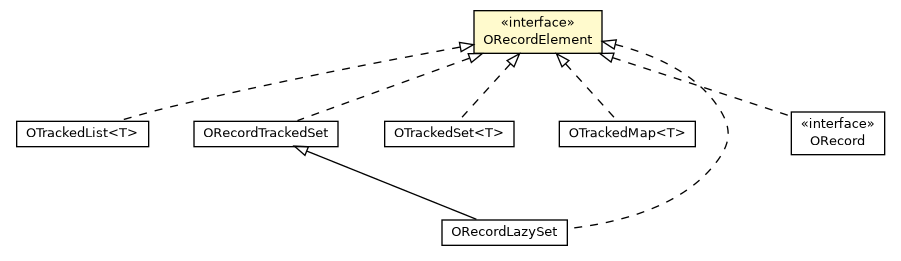 «interface»
ORecordElement
OTrackedList<T>
ORecordTrackedSet
OTrackedSet<T>
OTrackedMap<T>
«interface»
ORecord
ORecordLazySet